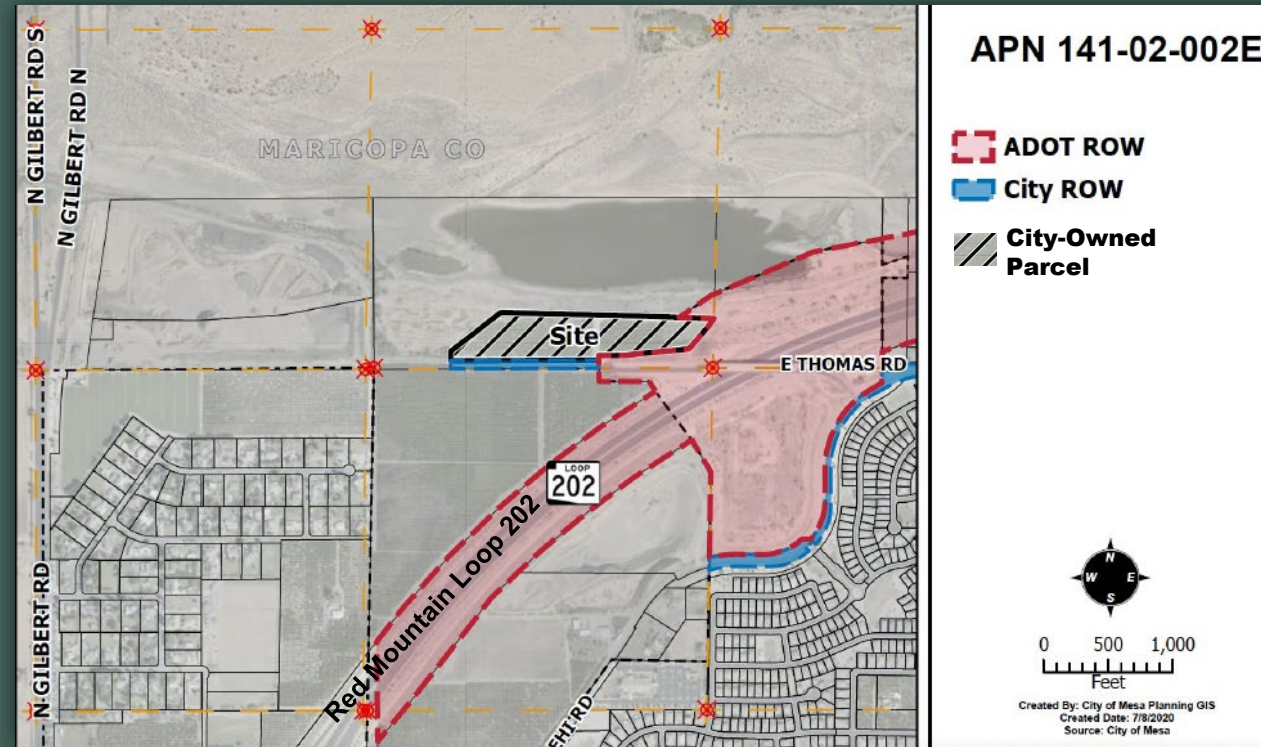 N GILBERT RD S
N GILBERT RD N
MARICOPA CO
Site
E THOMAS RD
LOOP
202
Red Mountain Loop 202
N GILBERT RD
EHI RD
APN 141-02-002E
ADOT ROW
City ROW
City-Owned
Parcel
N
W E
S
0 500 1,000
Feet
Created By: City of Mesa Planning GIS
Created Date: 7/8/2020
Source: City of Mesa